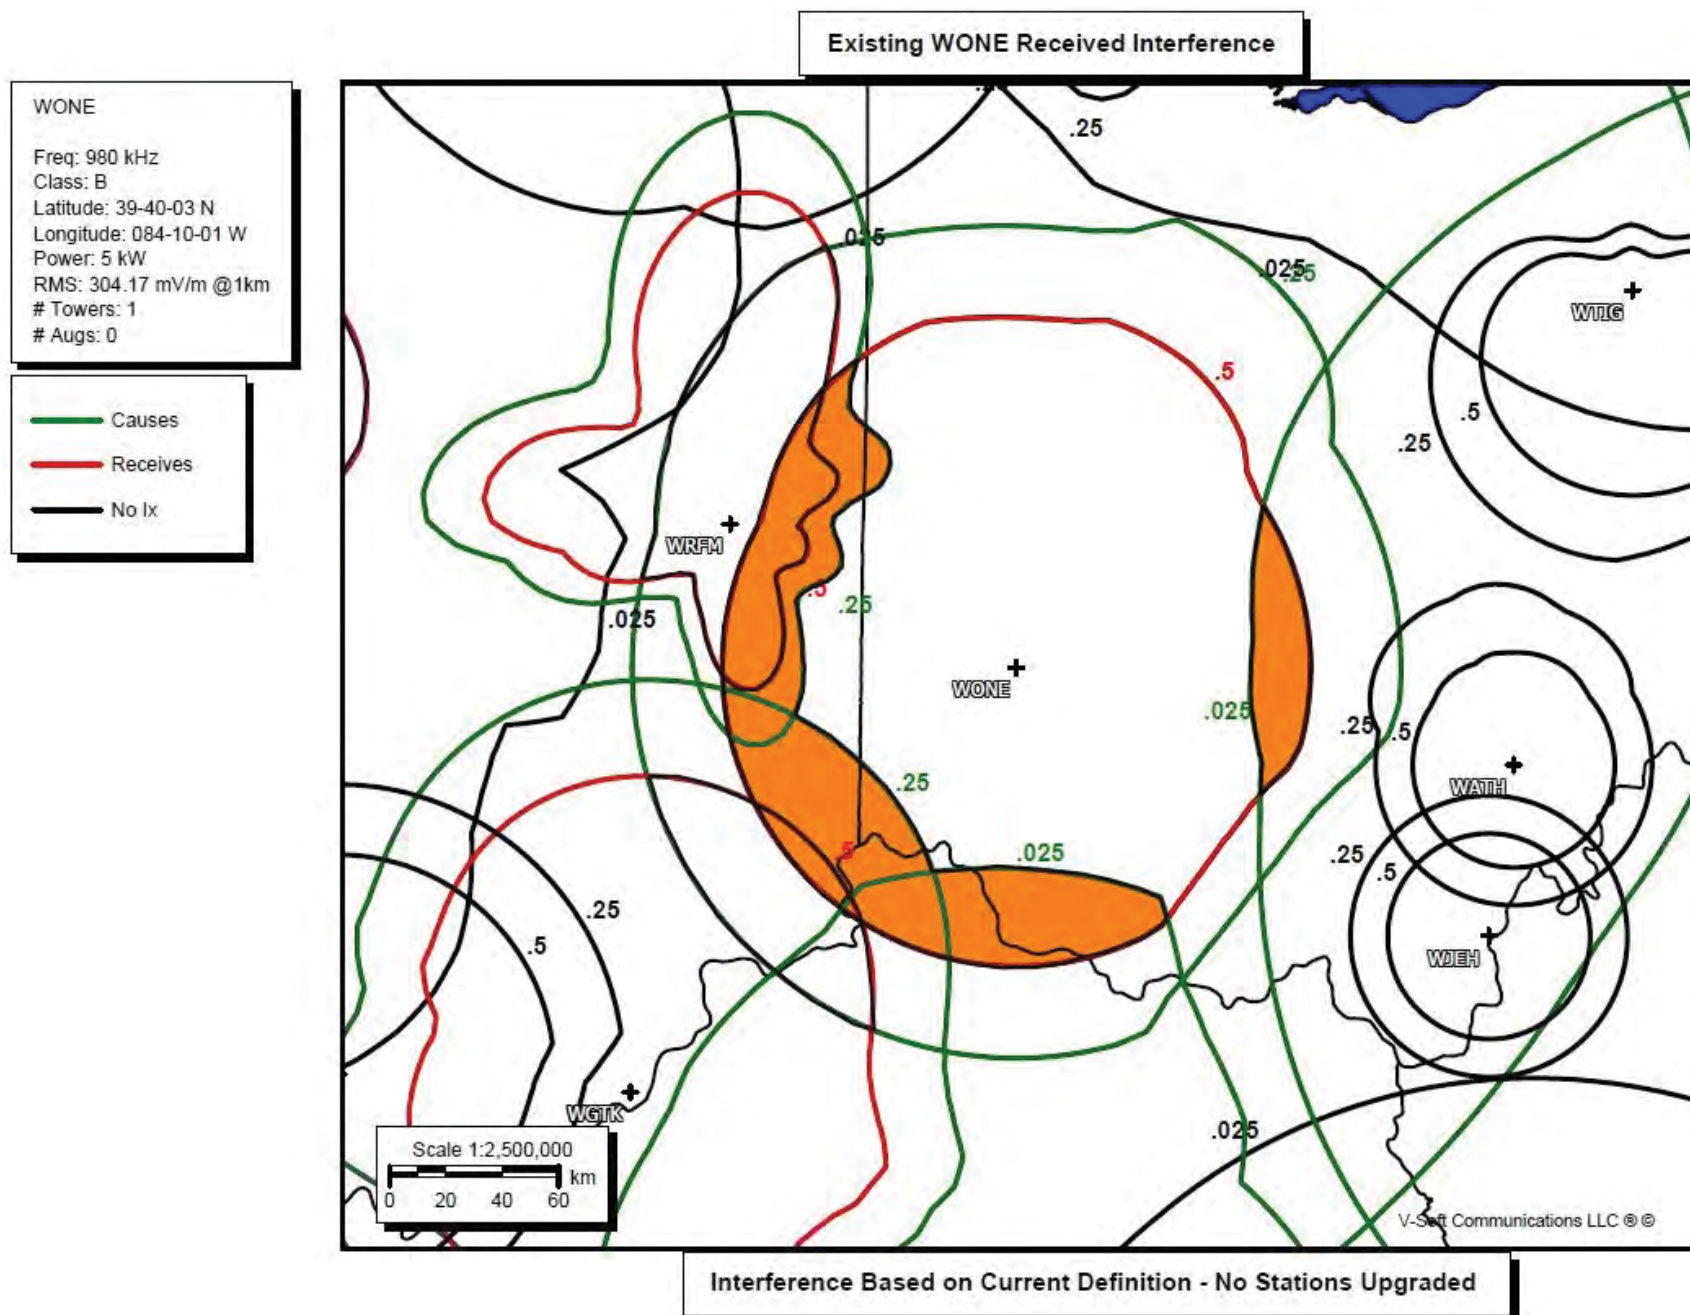 Existing WONE Received Interference
WONE
Freq: 980 kHz
Class: B
Latitude: 39-40-03 N
Longitude: 084-10-01 W
Power: 5 kW
RMS: 304.17 mV/m @1km
# Towers: 1
# Augs: 0
Causes
Receives
No Ix
.25
.025
.025
.25
WTIG
.5
.5
.25
WRFM
.5
.25
.025
WONE
.025
.25
.5
.25
WATH
.5
.025
.25
.5
.25
.5
WJEH
WGTK
.025
Scale 1:2,500,000
km
0 20 40 60
V-Soft Communications LLC ® ©
Interference Based on Current Definition - No Stations Upgraded